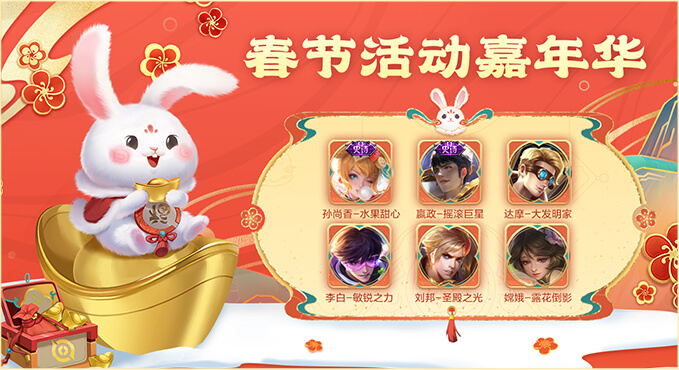 春节活动嘉年华
史诗
史诗
孙尚香-水果甜心
嬴政-摇滚巨星
达摩-大发明家
李白-敏锐之力
刘邦-圣殿之光
嫦娥-露花倒影